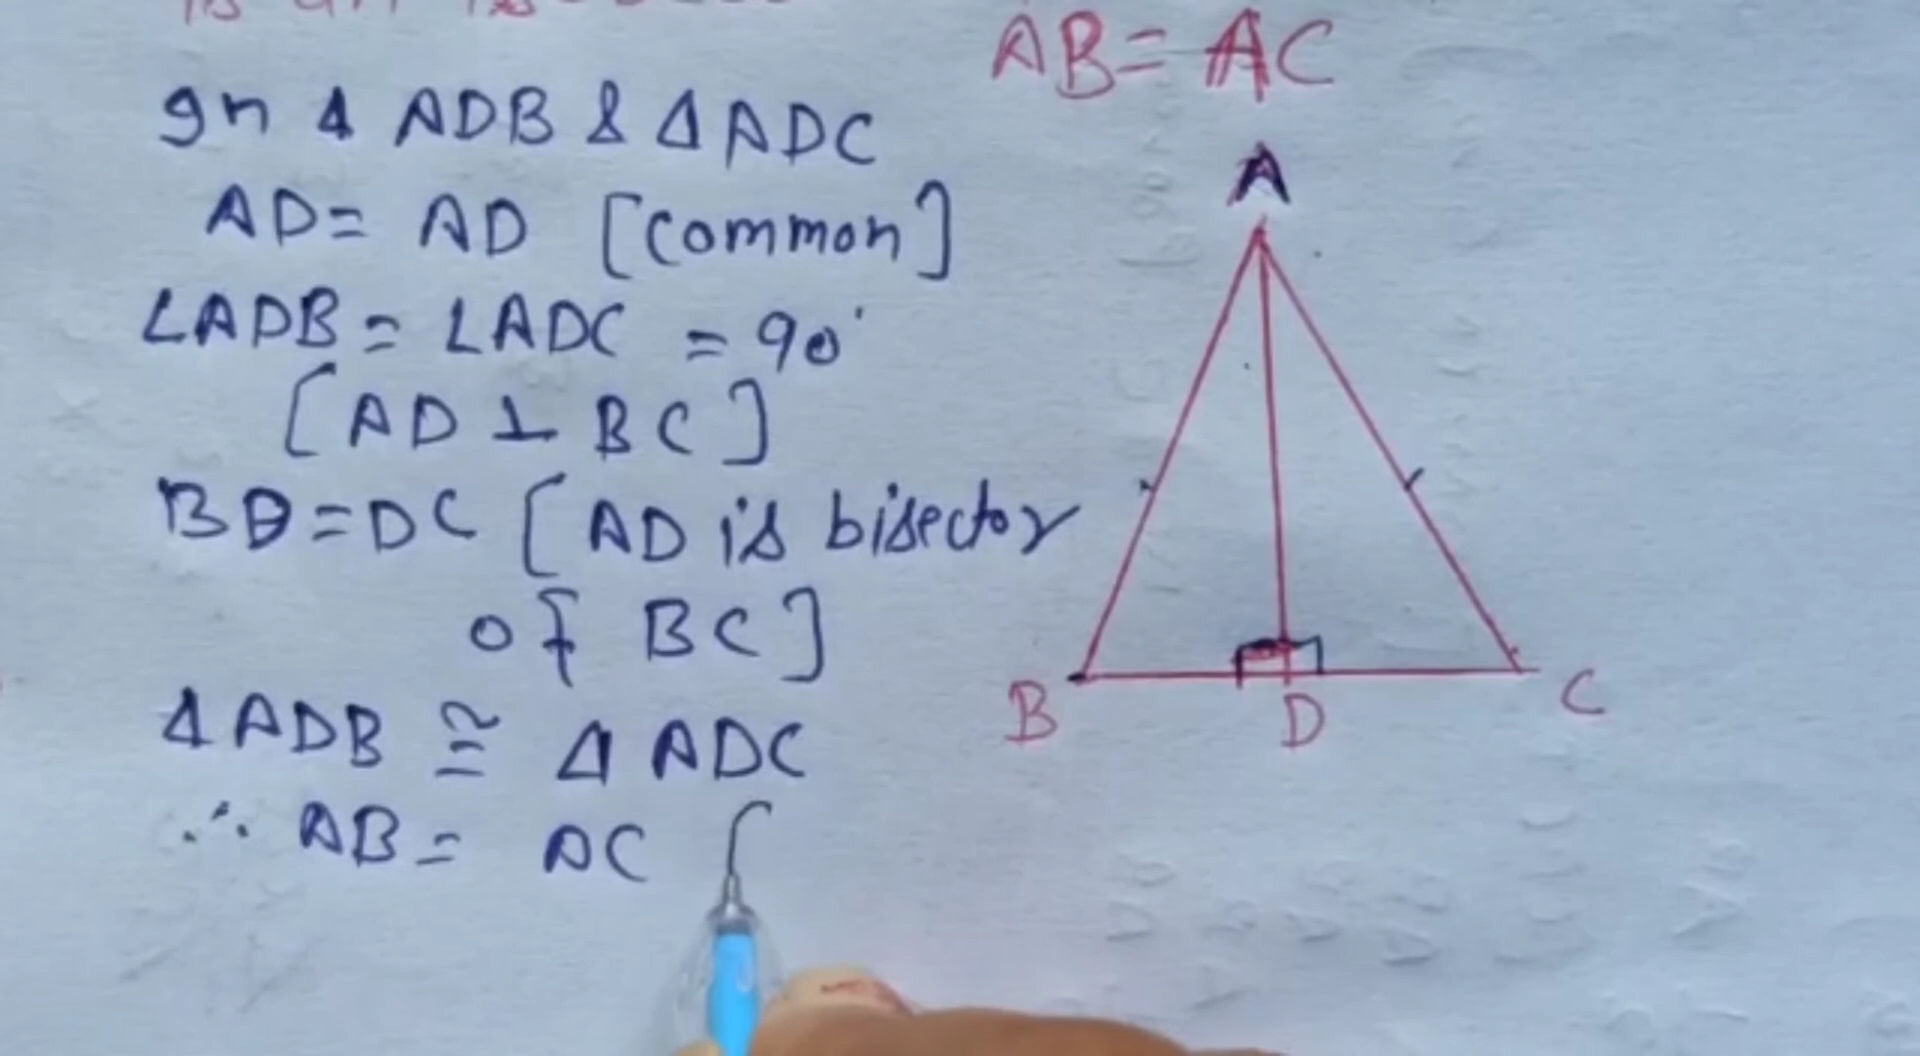 AB = AC
In Δ ADB & Δ ADC
AD = AD [common]
∠ADB = ∠ADC = 90°
[AD ⊥ BC]
BD = DC [AD is bisector
of BC]
Δ ADB ≅ Δ ADC
∴ AB = AC [
A
B
D
C